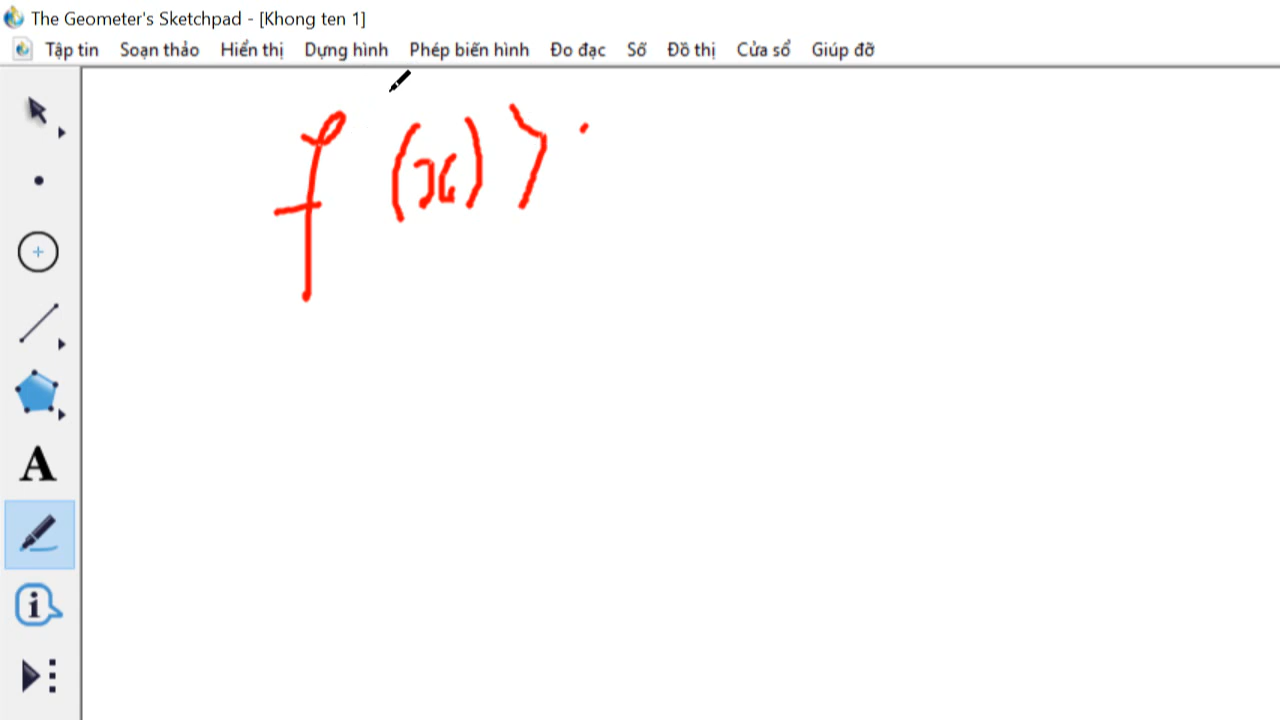 The Geometer's Sketchpad - [Khong ten 1]
Tập tin Soạn thảo Hiển thị Dựng hình Phép biến hình Đo đạc Số Đồ thị Cửa sổ Giúp đỡ
f (x) >
A
i